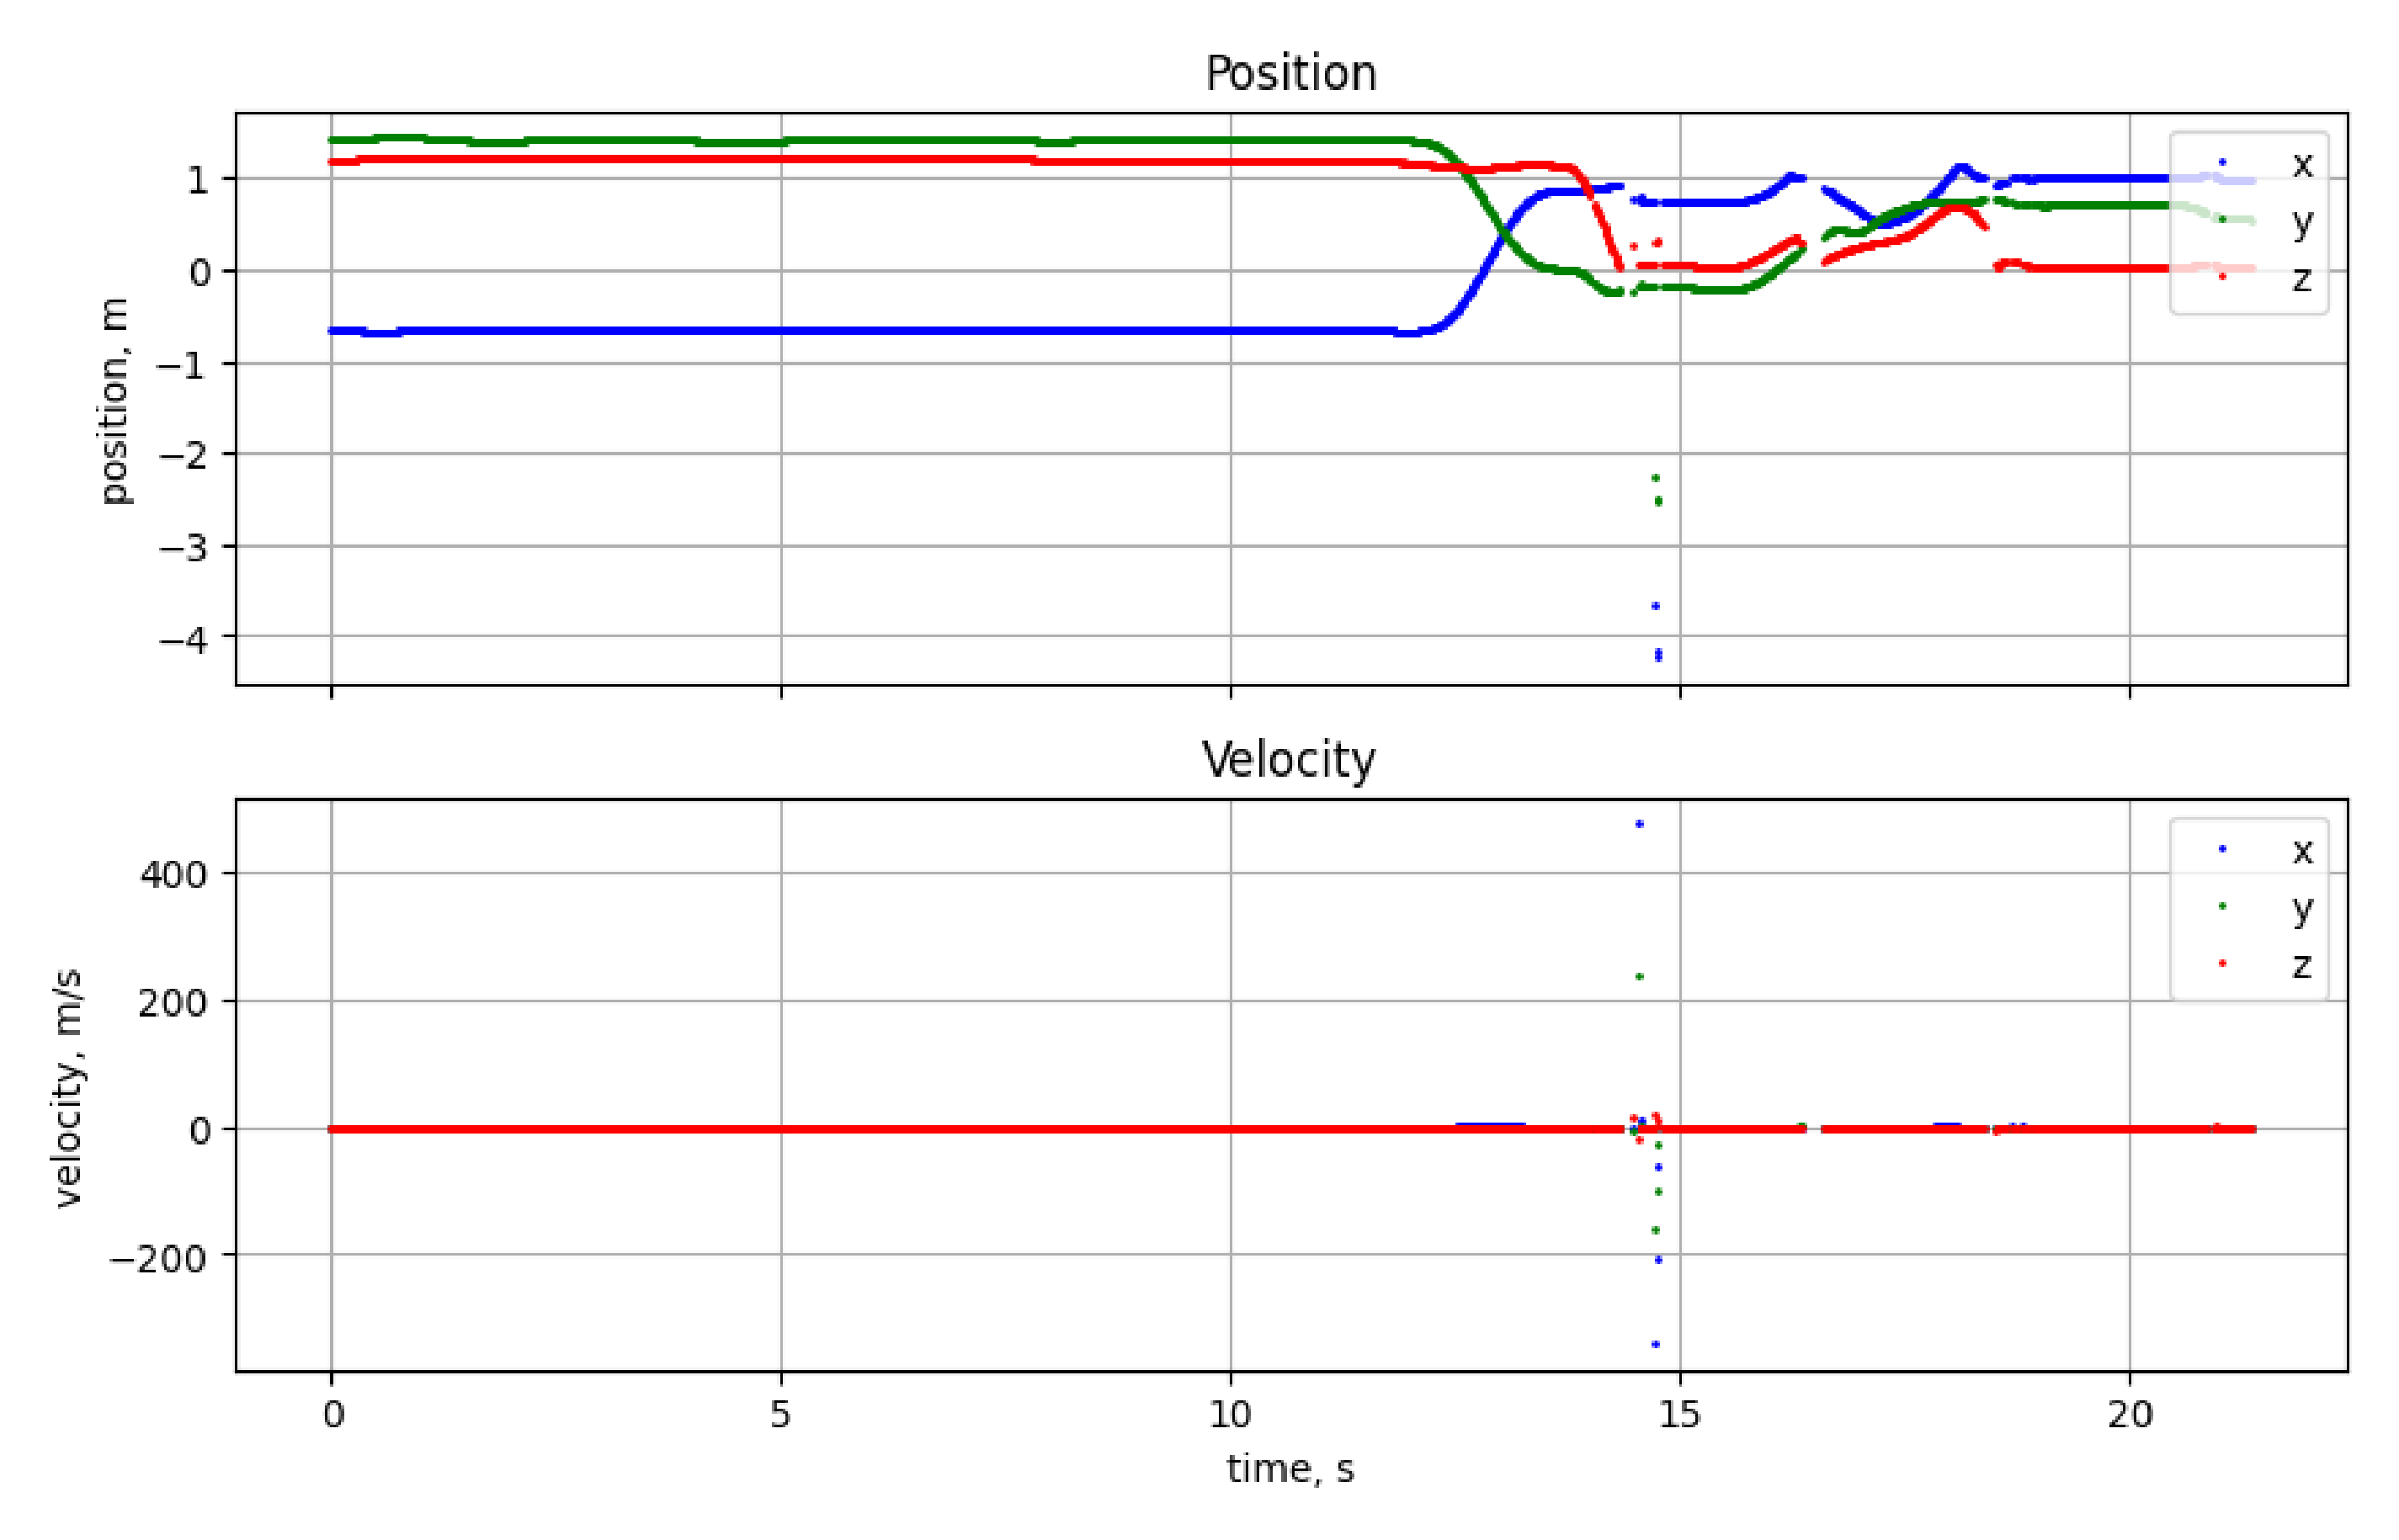 Position
1
0
−1
−2
−3
−4
position, m
x
y
z
Velocity
400
200
0
−200
velocity, m/s
x
y
z
0 5 10 15 20
time, s